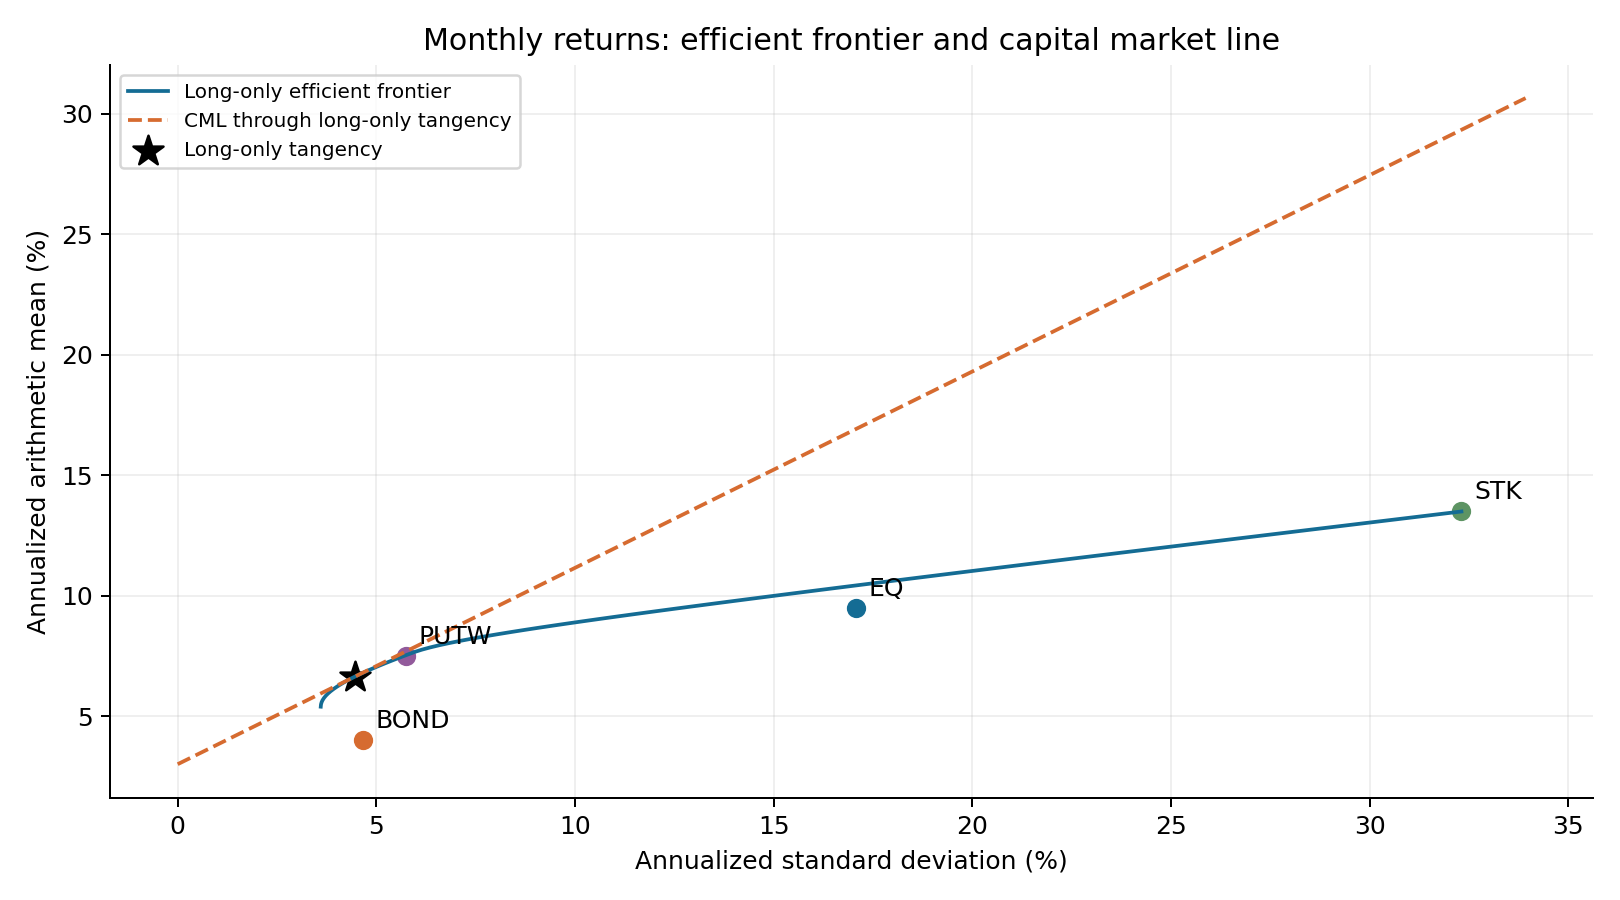 Monthly returns: efficient frontier and capital market line
Long-only efficient frontier
CML through long-only tangency
Long-only tangency
Annualized arithmetic mean (%)
30
25
20
15
10
5
STK
EQ
PUTW
BOND
0 5 10 15 20 25 30 35
Annualized standard deviation (%)